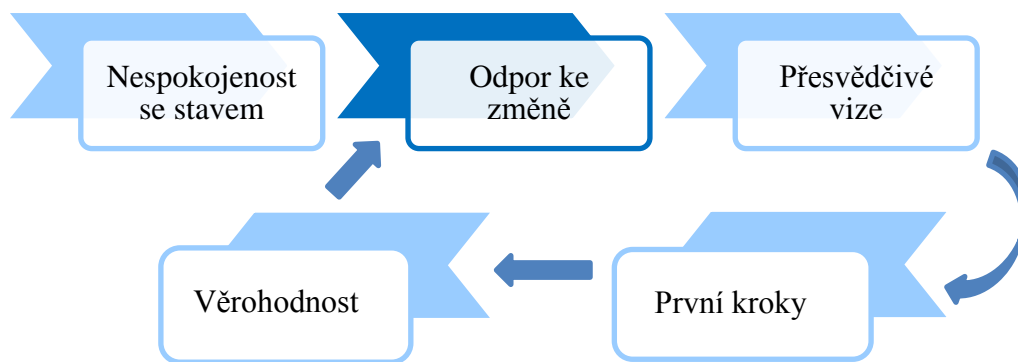 Nespokojenost
se stavem
Odpor ke
změně
Přesvědčivé
vize
Věrohodnost
První kroky